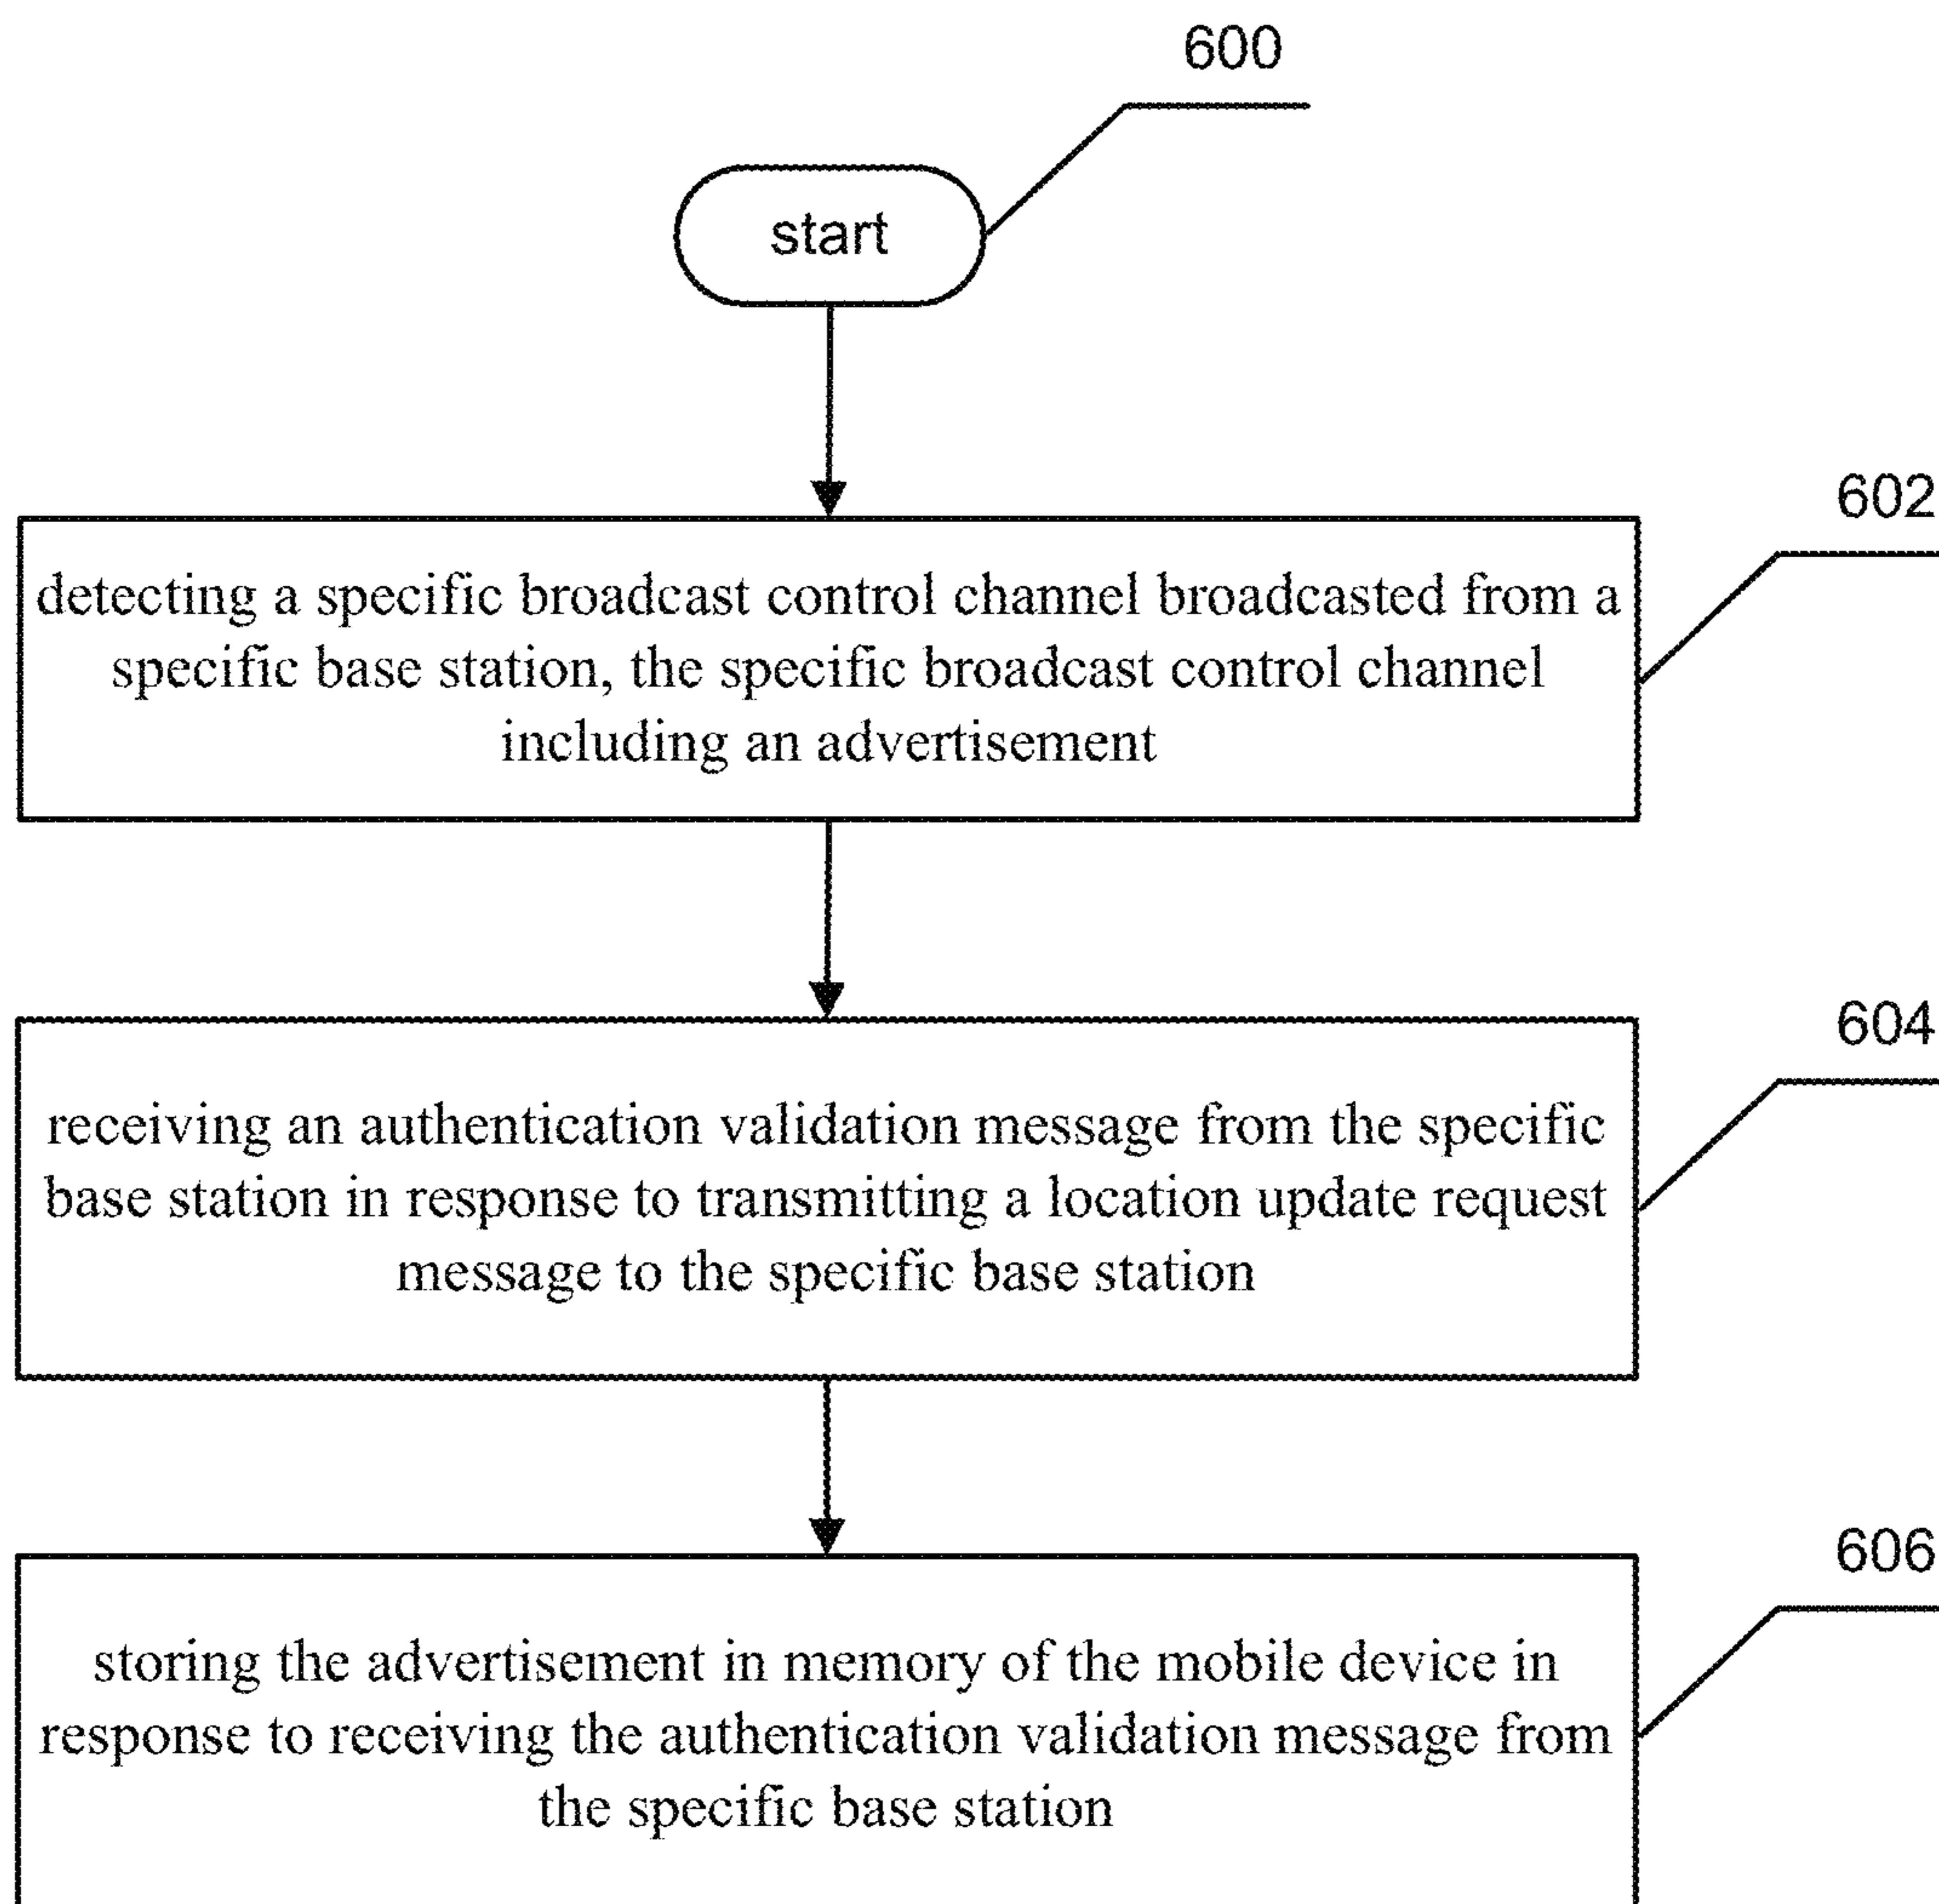 600
start
602
detecting a specific broadcast control channel broadcasted from a
specific base station, the specific broadcast control channel
including an advertisement
604
receiving an authentication validation message from the specific
base station in response to transmitting a location update request
message to the specific base station
606
storing the advertisement in memory of the mobile device in
response to receiving the authentication validation message from
the specific base station